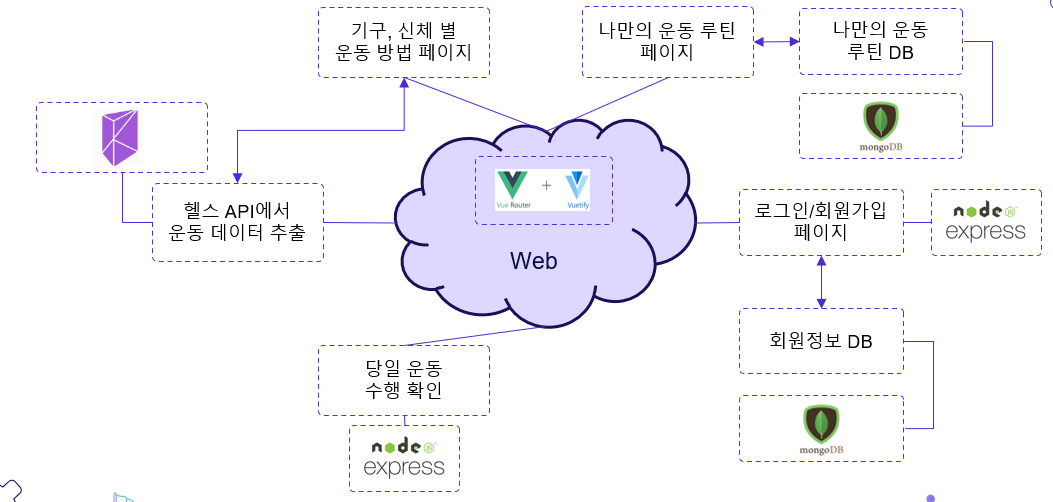 기구, 신체 별
운동 방법 페이지
나만의 운동 루틴
페이지
나만의 운동
루틴 DB
mongoDB
헬스 API에서
운동 데이터 추출
Vue Router
+
Vuetify
Web
로그인/회원가입
페이지
node JS
express
회원정보 DB
mongoDB
당일 운동
수행 확인
node JS
express